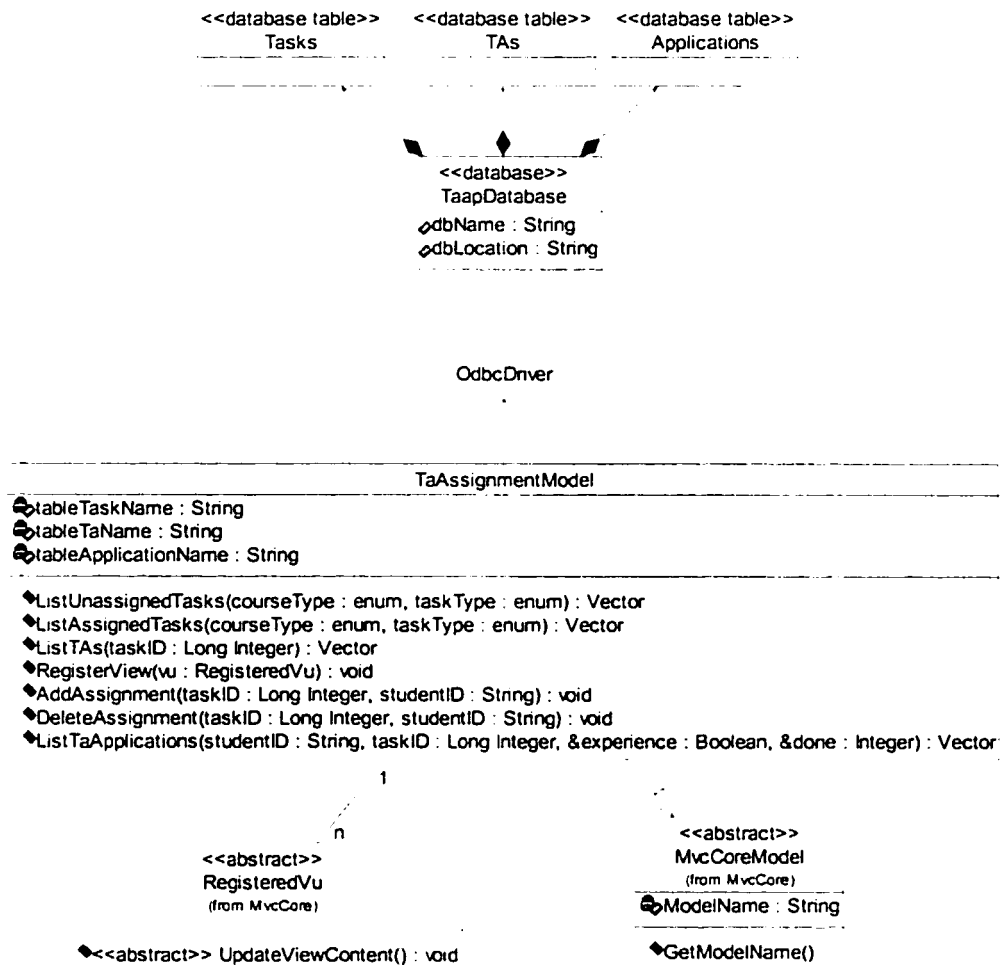 <<database table>> <<database table>> <<database table>>
Tasks TAs Applications
<<database>>
TaapDatabase
dbName : String
dbLocation : String
OdbcDriver
TaAssignmentModel
tableTaskName : String
tableTaName : String
tableApplicationName : String
ListUnassignedTasks(courseType : enum, taskType : enum) : Vector
ListAssignedTasks(courseType : enum, taskType : enum) : Vector
ListTAs(taskID : Long Integer) : Vector
RegisterView(vu : RegisteredVu) : void
AddAssignment(taskID : Long Integer, studentID : String) : void
DeleteAssignment(taskID : Long Integer, studentID : String) : void
ListTaApplications(studentID : String, taskID : Long Integer, &experience : Boolean, &done : Integer) : Vector
1
n
<<abstract>>
RegisteredVu
(from MvcCore)
<<abstract>> UpdateViewContent() : void
<<abstract>>
MvcCoreModel
(from MvcCore)
ModelName : String
GetModelName()